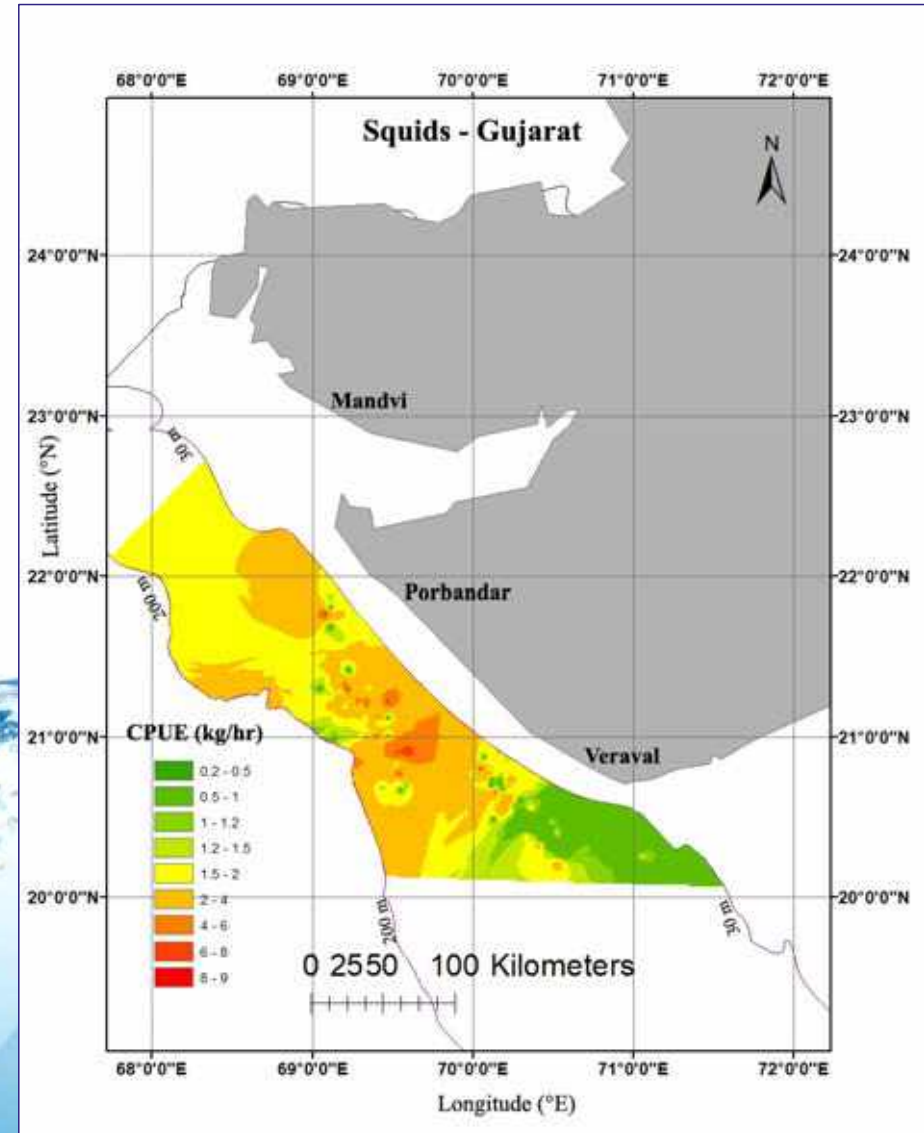 68°0'0"E 69°0'0"E 70°0'0"E 71°0'0"E 72°0'0"E
Squids - Gujarat
N
24°0'0"N 24°0'0"N
Mandvi
23°0'0"N 23°0'0"N
30 m
Latitude (°N)
22°0'0"N 22°0'0"N
200 m
Porbandar
21°0'0"N 21°0'0"N
CPUE (kg/hr)
Veraval
0.2 - 0.5
0.5 - 1
1 - 1.2
1.2 - 1.5
1.5 - 2
2 - 4
4 - 6
6 - 8
8 - 9
20°0'0"N 20°0'0"N
200 m
30 m
0 25 50 100 Kilometers
68°0'0"E 69°0'0"E 70°0'0"E 71°0'0"E 72°0'0"E
Longitude (°E)